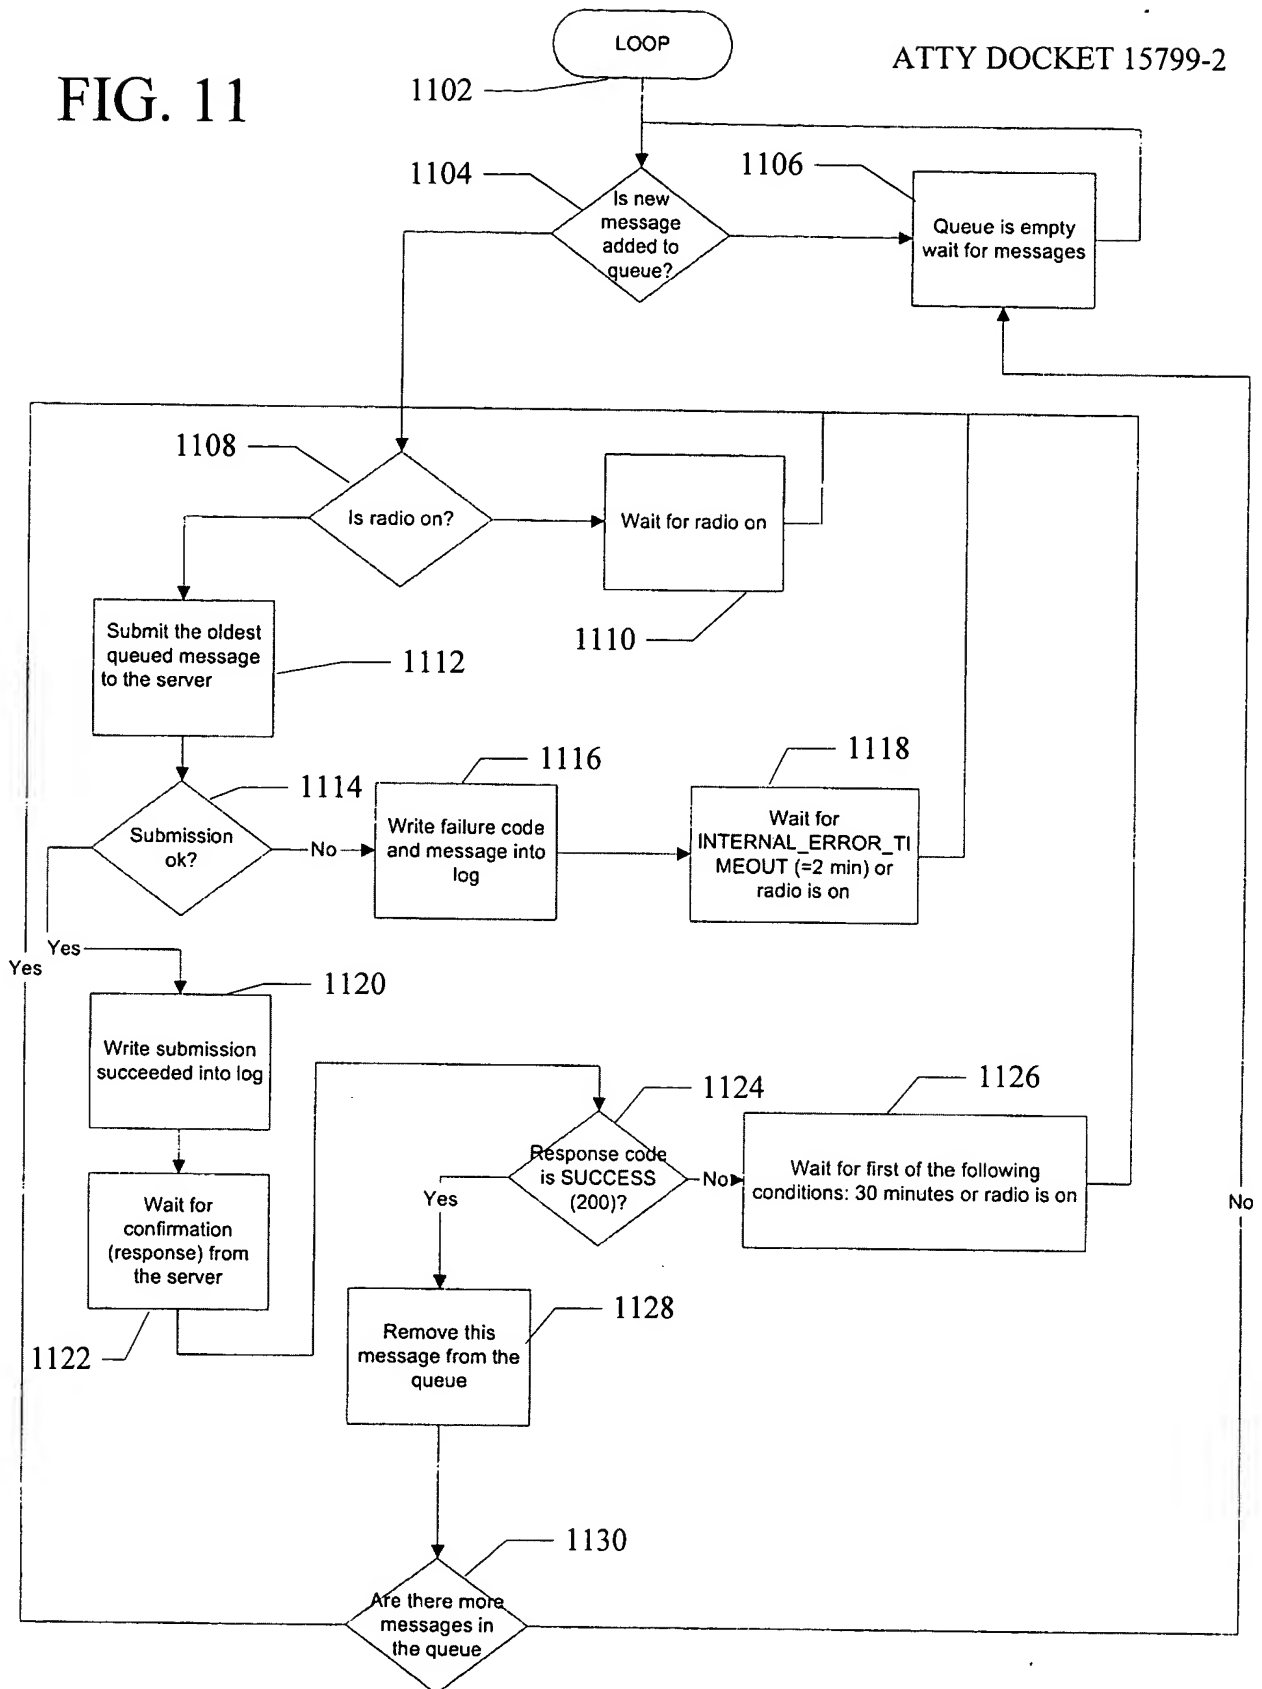 LOOP
ATTY DOCKET 15799-2
FIG. 11
1102
1104
1106
Is new
message
added to
queue?
Queue is empty
wait for messages
1108
Is radio on?
Wait for radio on
1110
Submit the oldest
queued message
to the server
1112
1114
1116
1118
Submission
ok?
No
Write failure code
and message into
log
Wait for
INTERNAL_ERROR_TI
MEOUT (=2 min) or
radio is on
Yes
Yes
1120
Write submission
succeeded into log
1124
1126
Response code
is SUCCESS
(200)?
No
Wait for first of the following
conditions: 30 minutes or radio is on
Yes
No
Wait for
confirmation
(response) from
the server
1122
1128
Remove this
message from the
queue
1130
Are there more
messages in
the queue